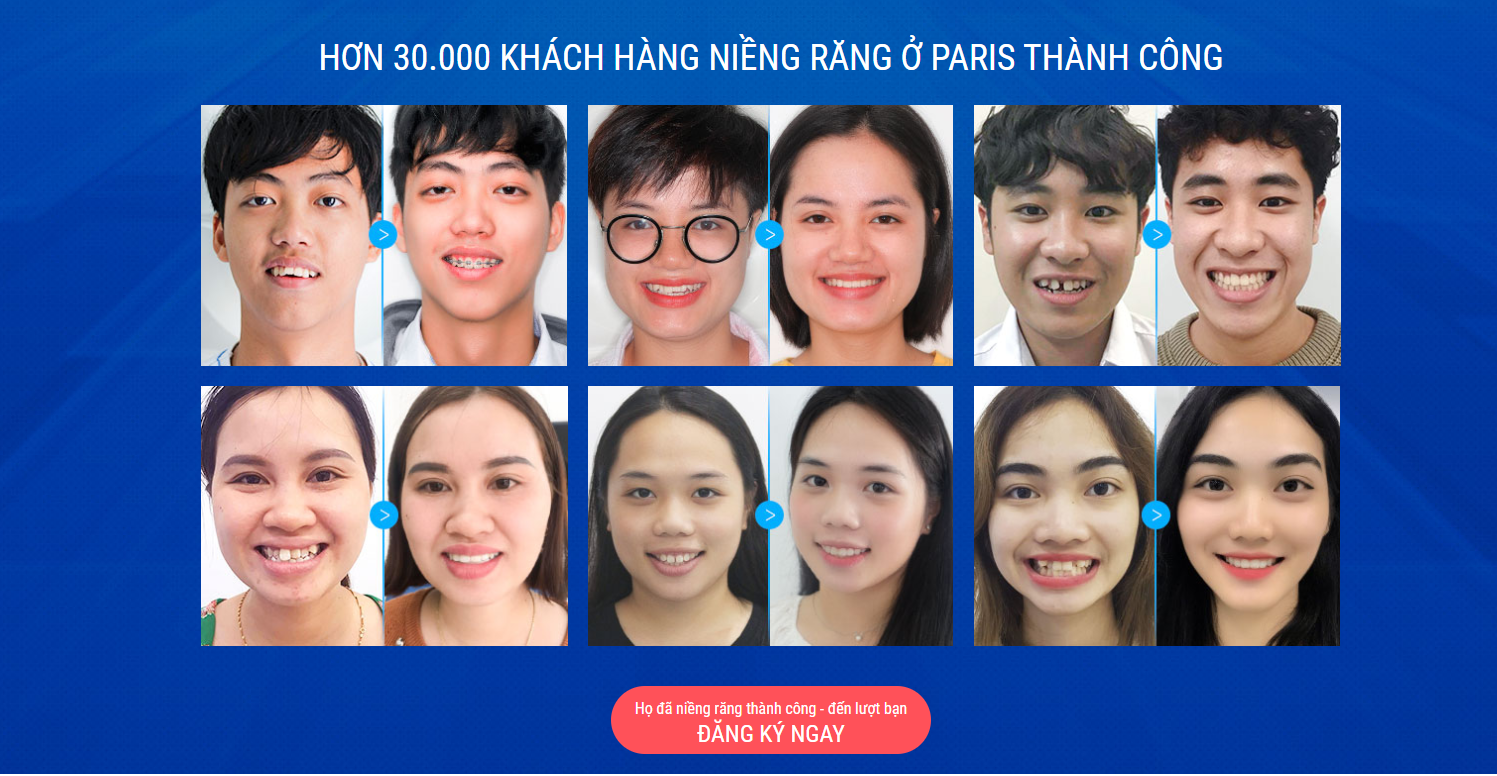 HƠN 30.000 KHÁCH HÀNG NIỀNG RĂNG Ở PARIS THÀNH CÔNG
Họ đã niềng răng thành công - đến lượt bạn
ĐĂNG KÝ NGAY